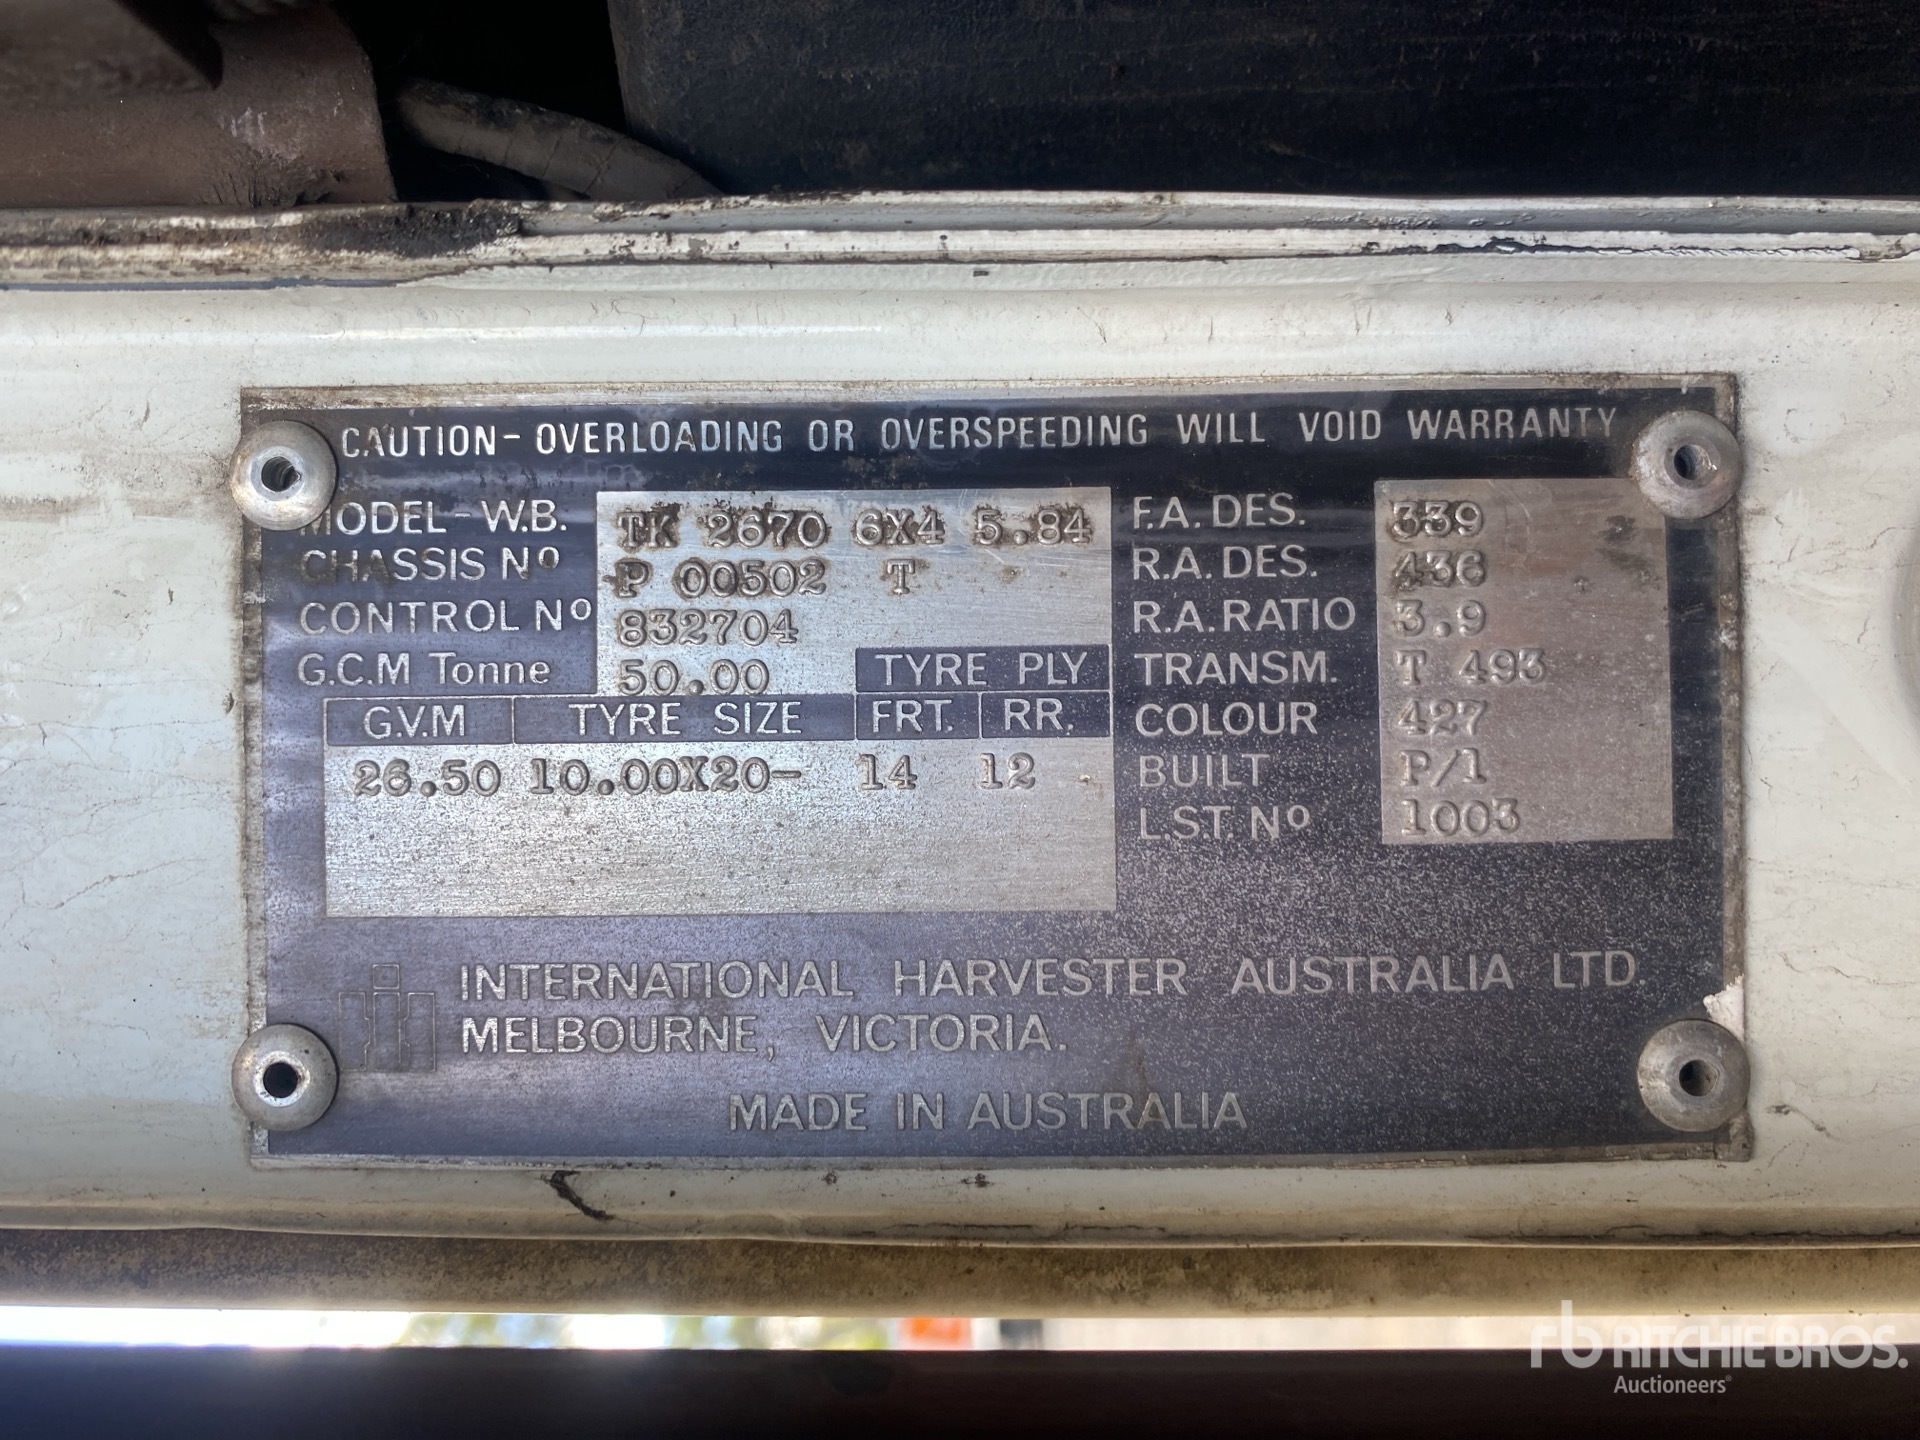 CAUTION - OVERLOADING OR OVERSPEEDING WILL VOID WARRANTY
MODEL - W.B. TK 2670 6X4 5.84
CHASSIS Nº P 00502 T
CONTROL Nº 832704
G.C.M Tonne 50.00 TYRE PLY
G.V.M TYRE SIZE FRT. RR.
26.50 10.00X20- 14 12
F.A. DES. 339
R.A. DES. 436
R.A. RATIO 3.9
TRANSM. T 493
COLOUR 427
BUILT P/1
L.ST. Nº 1003
INTERNATIONAL HARVESTER AUSTRALIA LTD.
MELBOURNE, VICTORIA.
MADE IN AUSTRALIA
rb RITCHIE BROS.
Auctioneers®